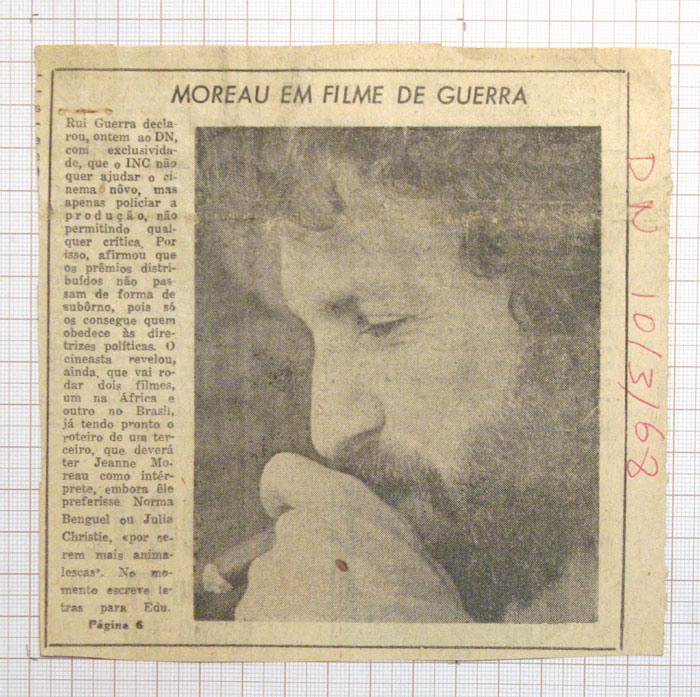 MOREAU EM FILME DE GUERRA
Rui Guerra decla-
rou, ontem ao DN,
com exclusivida-
de, que o INC não
quer ajudar o ci-
nema nôvo, mas
apenas policiar a
produção, não
permitindo qual-
quer crítica. Por
isso, afirmou que
os prêmios distri-
buídos não pas-
sam de forma de
subôrno, pois só
os consegue quem
obedece às dire-
trizes políticas. O
cineasta revelou,
ainda, que vai ro-
dar dois filmes,
um na África e
outro no Brasil,
já tendo pronto o
roteiro de um ter-
ceiro, que deverá
ter Jeanne Mo-
reau como intér-
prete, embora êle
preferisse Norma
Benguel ou Julia
Christie, «por se-
rem mais anima-
lescas». No mo-
mento escreve le-
tras para Edu.
Página 6
DN 10/3/68